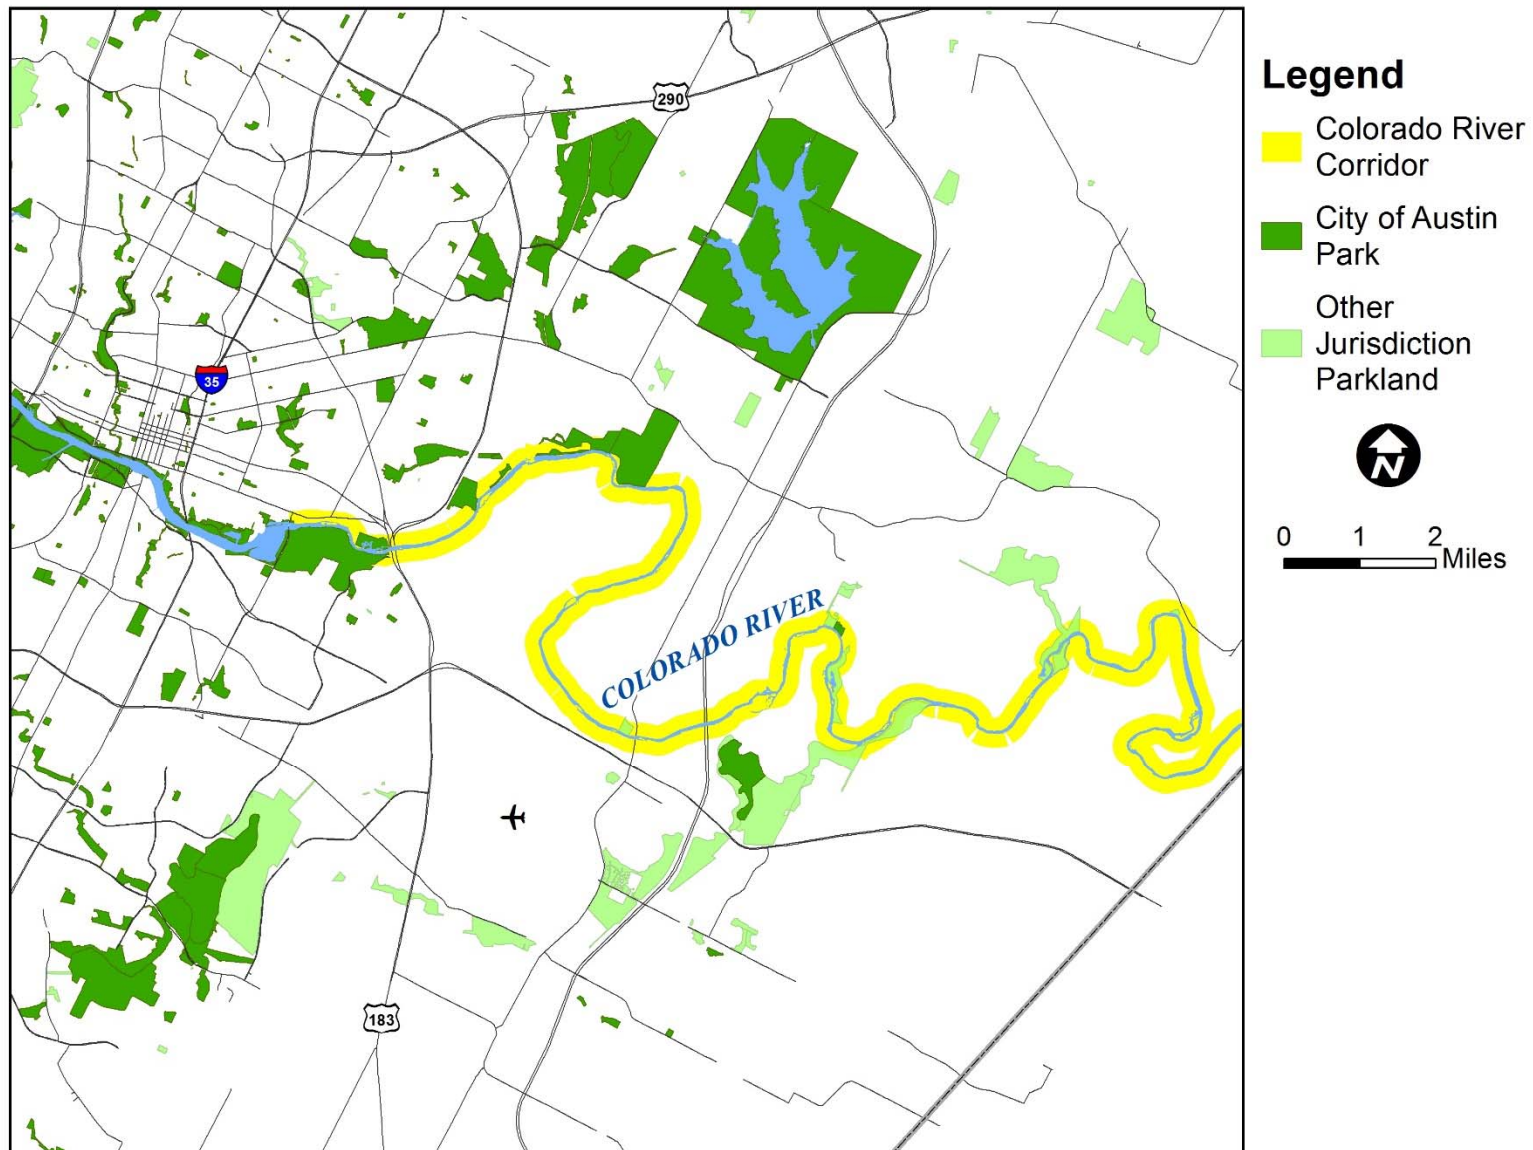 290
35
COLORADO RIVER
183
Legend
Colorado River
Corridor
City of Austin
Park
Other
Jurisdiction
Parkland
N
0 1 2
Miles